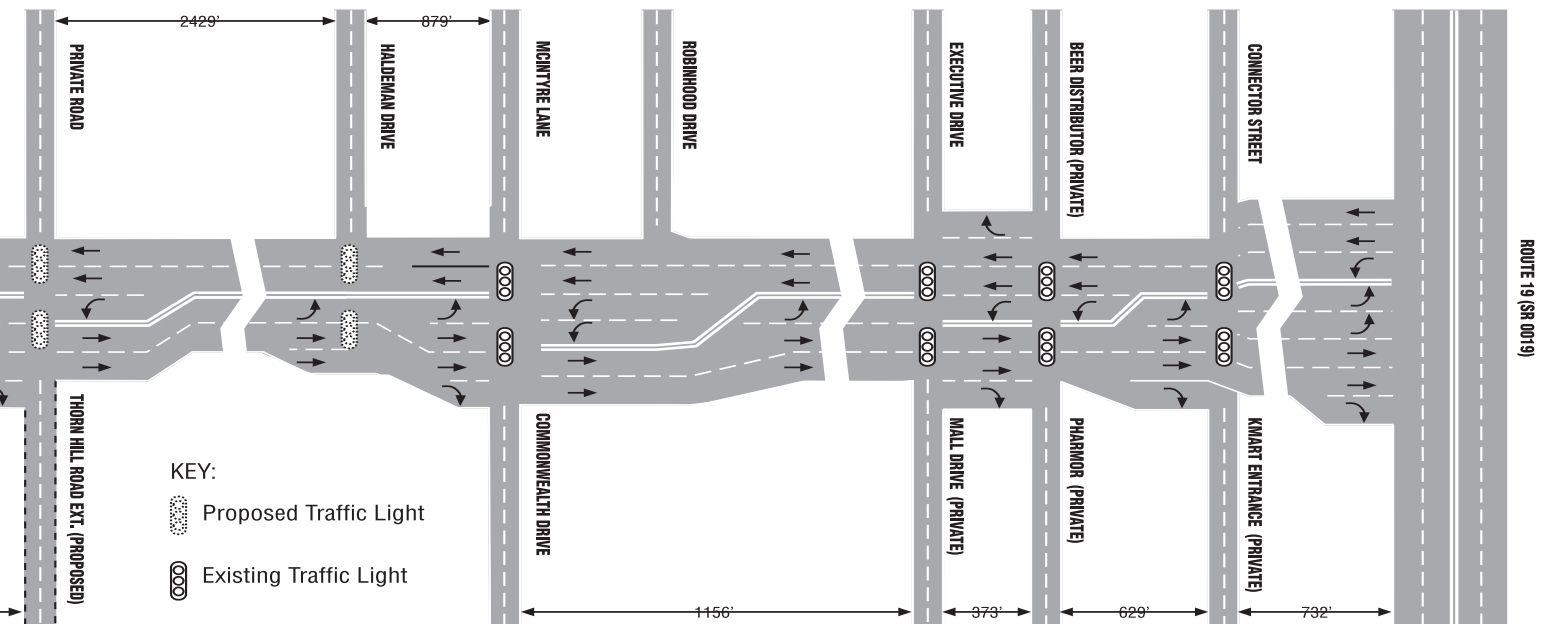 2429’
879’
PRIVATE ROAD
HALDEMAN DRIVE
MCINTYRE LANE
ROBINHOOD DRIVE
EXECUTIVE DRIVE
BEER DISTRIBUTOR (PRIVATE)
CONNECTOR STREET
ROUTE 19 (SR 0019)
THORN HILL ROAD EXT. (PROPOSED)
COMMONWEALTH DRIVE
MALL DRIVE (PRIVATE)
PHARMOR (PRIVATE)
KMART ENTRANCE (PRIVATE)
KEY:
Proposed Traffic Light
Existing Traffic Light
1156’
373’
629’
732’